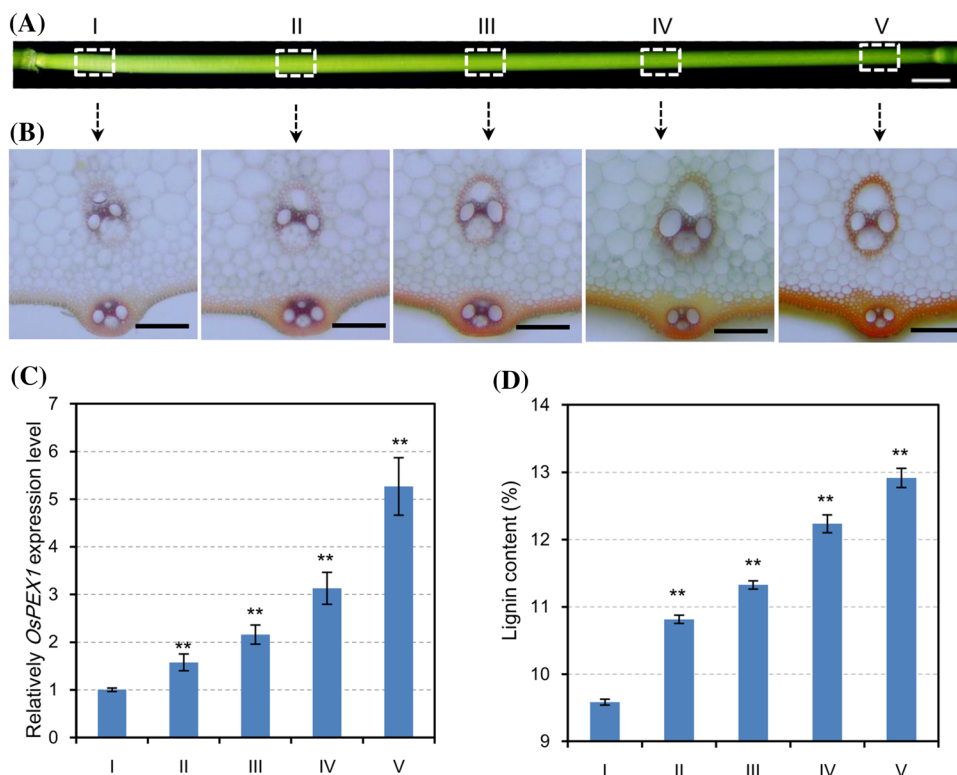 (A)
I II III IV V
(B)
(C)
Relatively OsPEX1 expression level
7
6
5
4
3
2
1
0
**
**
**
**
I II III IV V
(D)
Lignin content (%)
14
13
12
11
10
9
**
**
**
**
I II III IV V